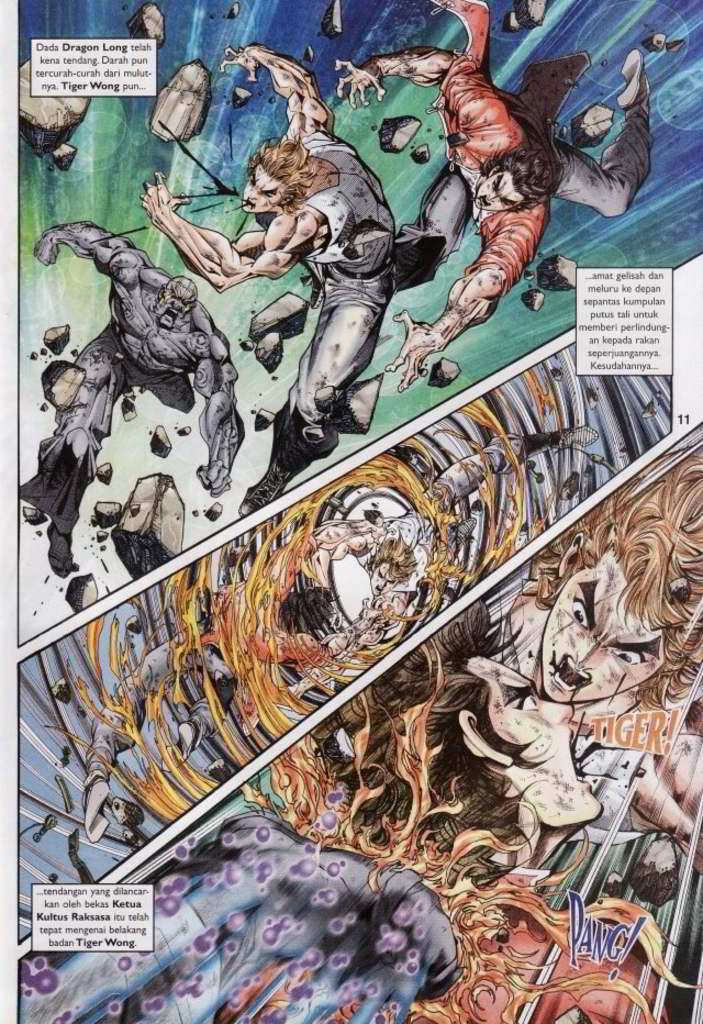 Dada Dragon Long telah
kena tendang. Darah pun
tercurah-curah dari mulut-
nya. Tiger Wong pun...
...amat gelisah dan
meluru ke depan
sepantas kumpulan
putus tali untuk
memberi perlindung-
an kepada rakan
seperjuangannya.
Kesudahannya...
11
TIGER!
...tendangan yang dilancar-
kan oleh bekas Ketua
Kultus Raksasa itu telah
tepat mengenai belakang
badan Tiger Wong.
PANG!